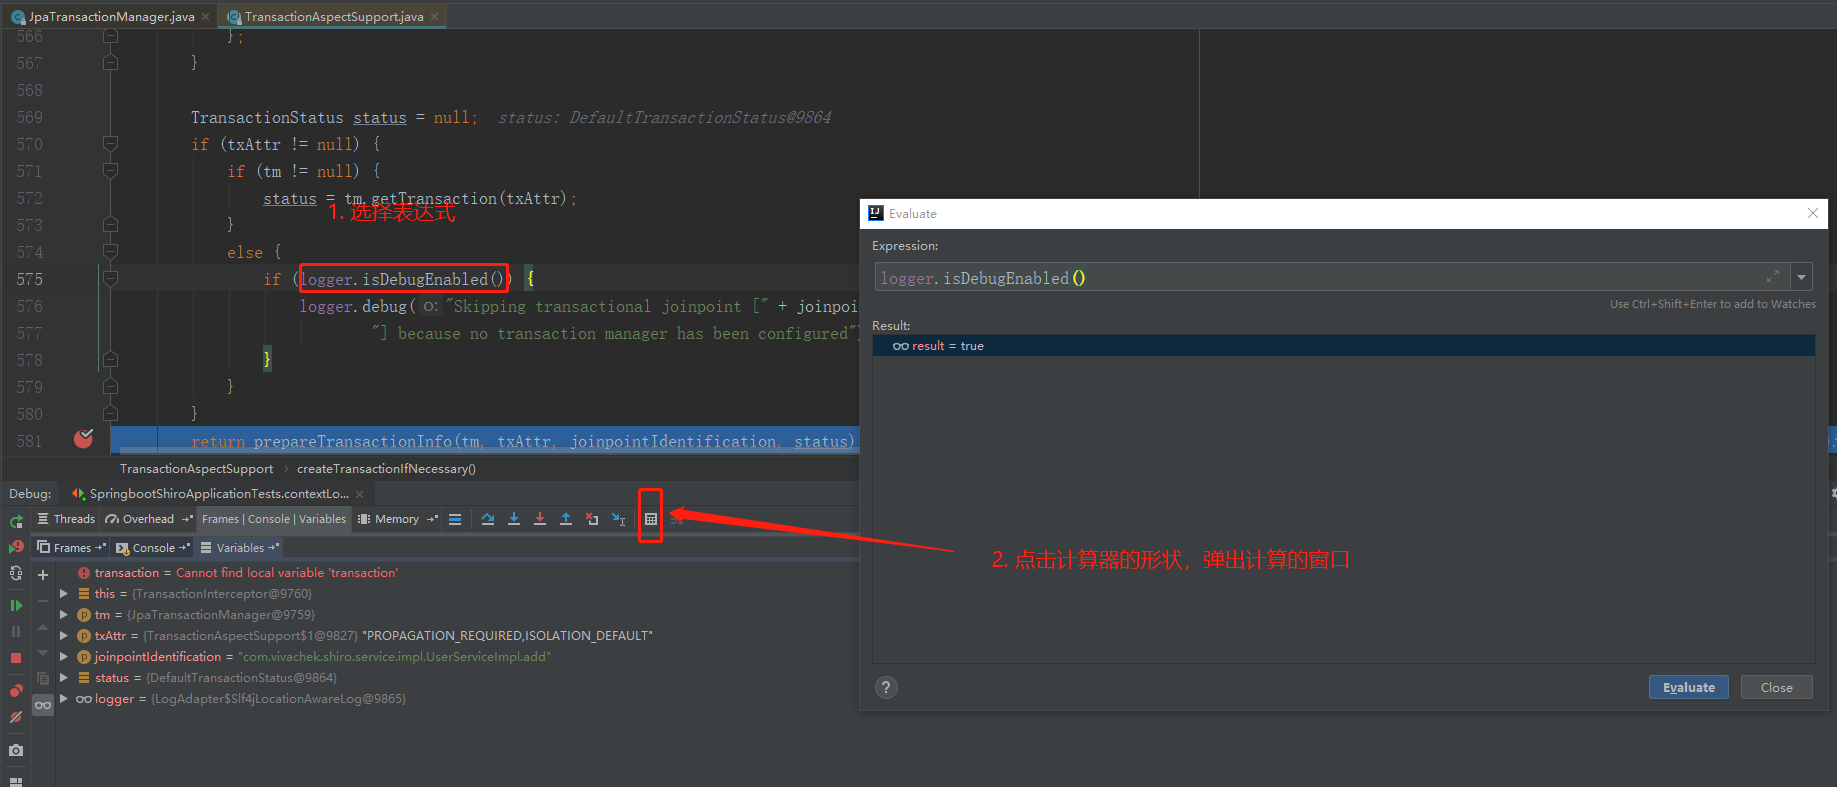 JpaTransactionManager.java
TransactionAspectSupport.java
566 };
567 }
568
569 TransactionStatus status = null; status: DefaultTransactionStatus@9864
570 if (txAttr != null) {
571 if (tm != null) {
572 status = tm.getTransaction(txAttr);
1. 选择表达式
573 }
574 else {
575 if (logger.isDebugEnabled()) {
576 logger.debug( o: "Skipping transactional joinpoint [" + joinpoi
577 "] because no transaction manager has been configured")
578 }
579 }
580 }
581 return prepareTransactionInfo(tm, txAttr, joinpointIdentification, status)
TransactionAspectSupport › createTransactionIfNecessary()
Evaluate
Expression:
logger.isDebugEnabled()
Use Ctrl+Shift+Enter to add to Watches
Result:
result = true
? Evaluate Close
Debug: SpringbootShiroApplicationTests.contextLo...
Threads Overhead Frames | Console | Variables Memory
2. 点击计算器的形状，弹出计算的窗口
Frames Console Variables
transaction = Cannot find local variable 'transaction'
this = {TransactionInterceptor@9760}
tm = {JpaTransactionManager@9759}
txAttr = {TransactionAspectSupport$1@9827} "PROPAGATION_REQUIRED,ISOLATION_DEFAULT"
joinpointIdentification = "com.vivachek.shiro.service.impl.UserServiceImpl.add"
status = {DefaultTransactionStatus@9864}
logger = {LogAdapter$Slf4jLocationAwareLog@9865}